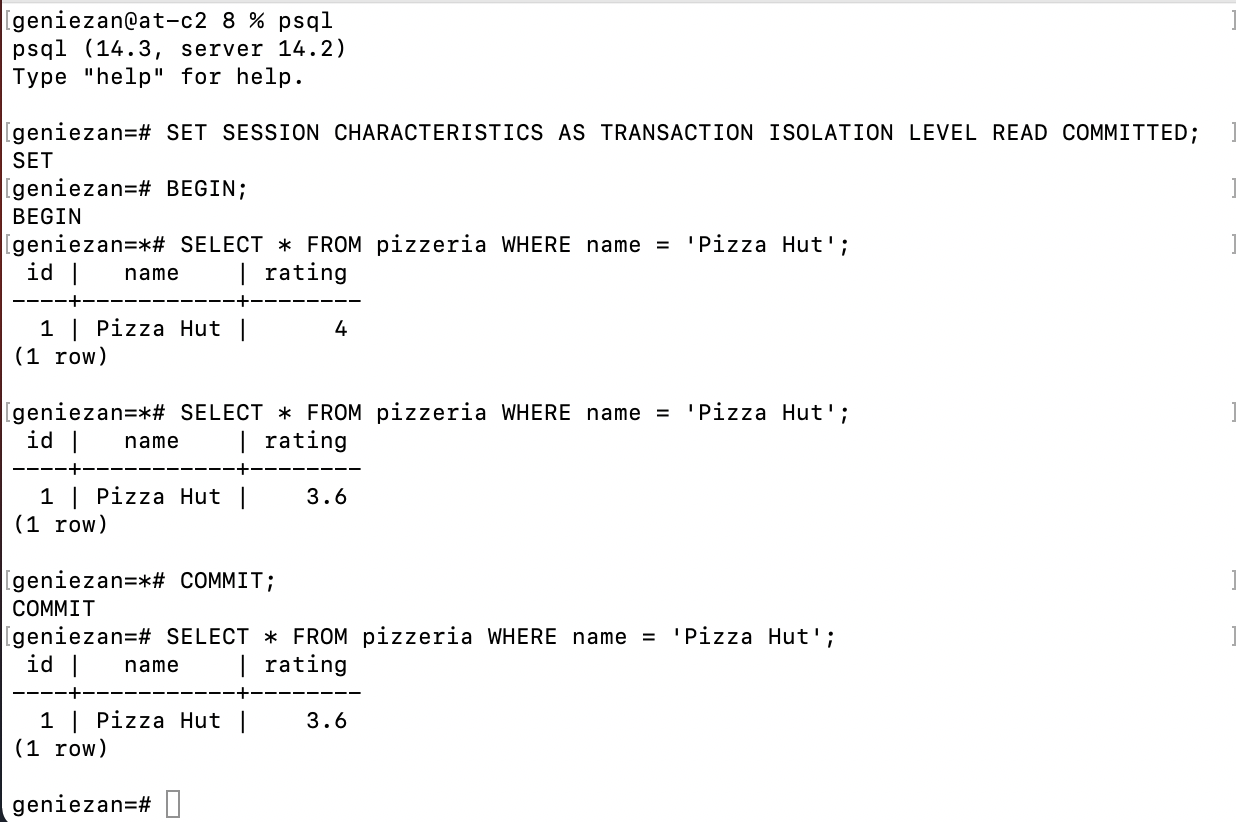 [geniezan@at-c2 8 % psql ]
psql (14.3, server 14.2)
Type "help" for help.
[geniezan=# SET SESSION CHARACTERISTICS AS TRANSACTION ISOLATION LEVEL READ COMMITTED; ]
SET
[geniezan=# BEGIN; ]
BEGIN
[geniezan=*# SELECT * FROM pizzeria WHERE name = 'Pizza Hut'; ]
 id |   name    | rating
----+-----------+--------
  1 | Pizza Hut |      4
(1 row)
[geniezan=*# SELECT * FROM pizzeria WHERE name = 'Pizza Hut'; ]
 id |   name    | rating
----+-----------+--------
  1 | Pizza Hut |    3.6
(1 row)
[geniezan=*# COMMIT; ]
COMMIT
[geniezan=# SELECT * FROM pizzeria WHERE name = 'Pizza Hut'; ]
 id |   name    | rating
----+-----------+--------
  1 | Pizza Hut |    3.6
(1 row)
geniezan=#